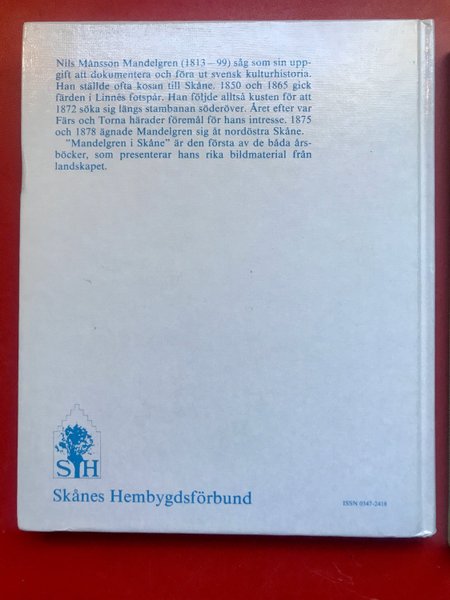 Nils Månsson Mandelgren (1813–99) såg som sin upp-
gift att dokumentera och föra ut svensk kulturhistoria.
Han ställde ofta kosan till Skåne. 1850 och 1865 gick
färden i Linnés fotspår. Han följde alltså kusten för att
1872 söka sig längs stambanan söderöver. Året efter var
Färs och Torna härader föremål för hans intresse. 1875
och 1878 ägnade Mandelgren sig åt nordöstra Skåne.
"Mandelgren i Skåne" är den första av de båda års-
böcker, som presenterar hans rika bildmaterial från
landskapet.
SH
Skånes Hembygdsförbund
ISSN 0347-2418